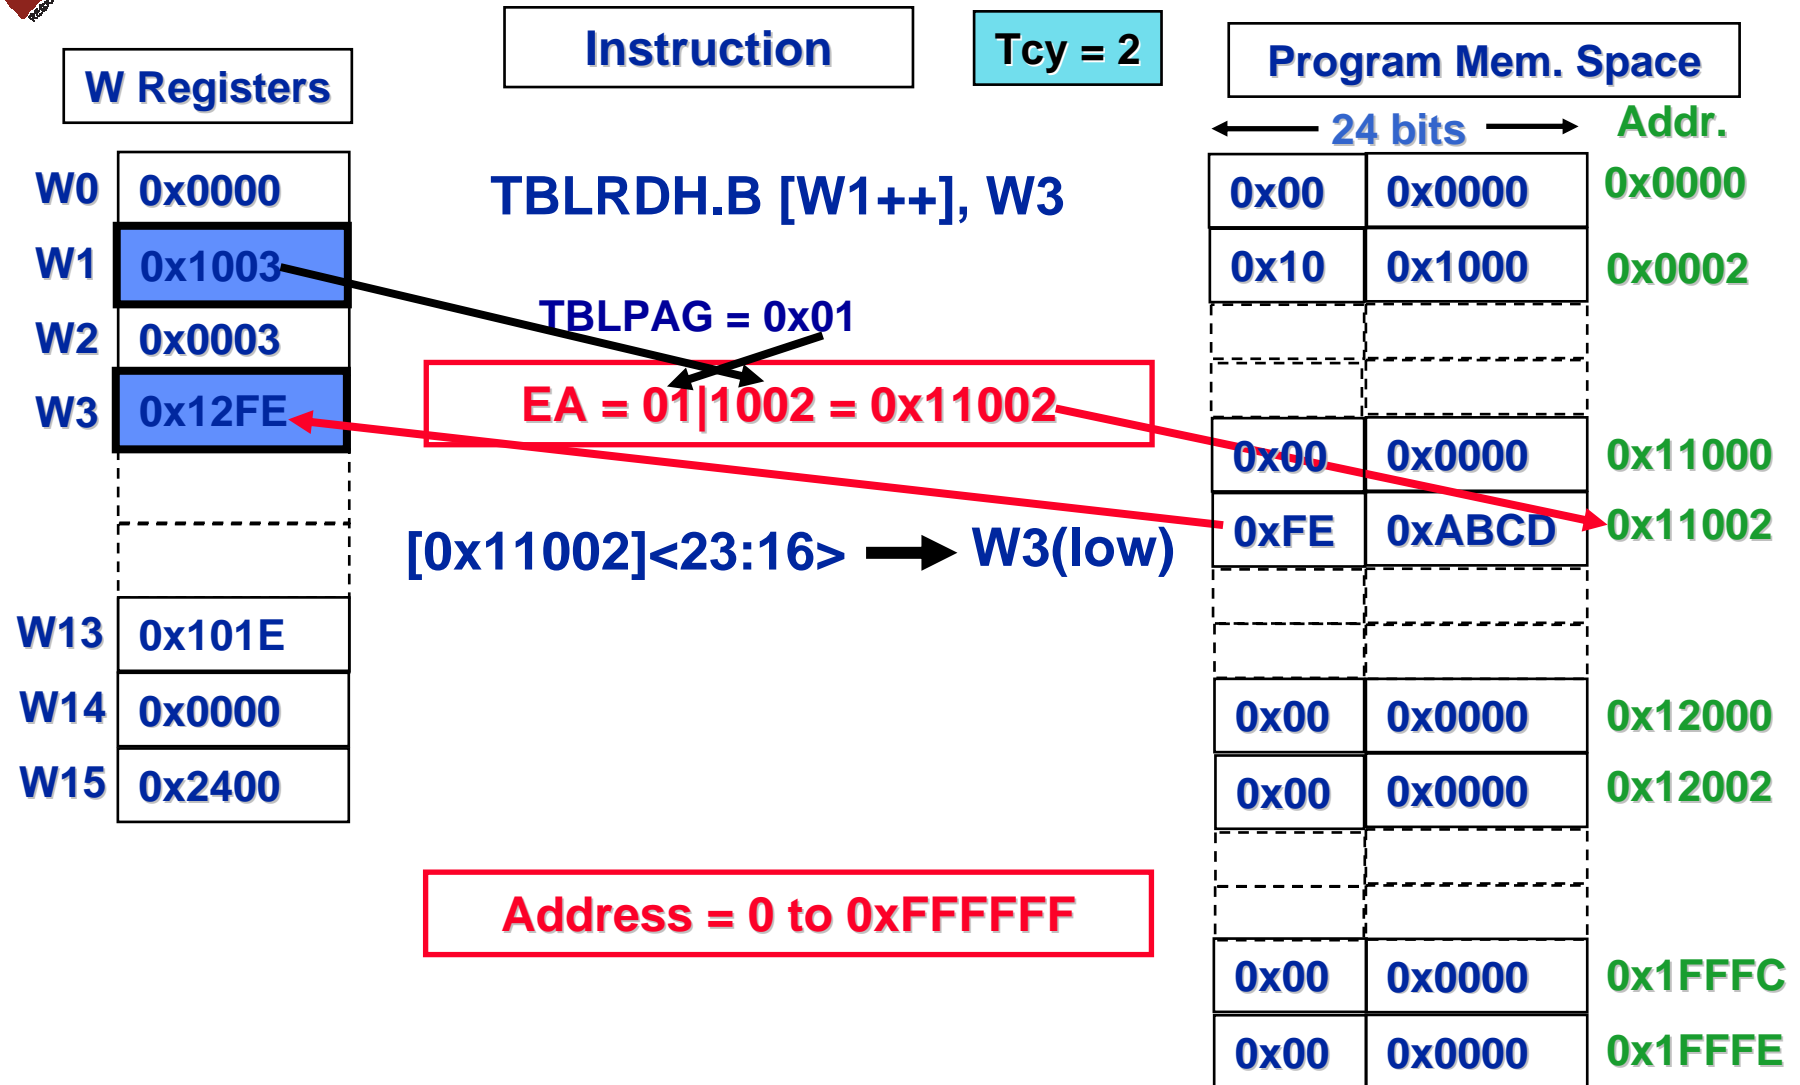 Instruction
Tcy = 2
Program Mem. Space
W Registers
24 bits
Addr.
W0 0x0000
W1 0x1003
W2 0x0003
W3 0x12FE
W13 0x101E
W14 0x0000
W15 0x2400
TBLRDH.B [W1++], W3
TBLPAG = 0x01
EA = 01|1002 = 0x11002
[0x11002]<23:16> W3(low)
Address = 0 to 0xFFFFFF
0x00 0x0000 0x0000
0x10 0x1000 0x0002
0x00 0x0000 0x11000
0xFE 0xABCD 0x11002
0x00 0x0000 0x12000
0x00 0x0000 0x12002
0x00 0x0000 0x1FFFC
0x00 0x0000 0x1FFFE